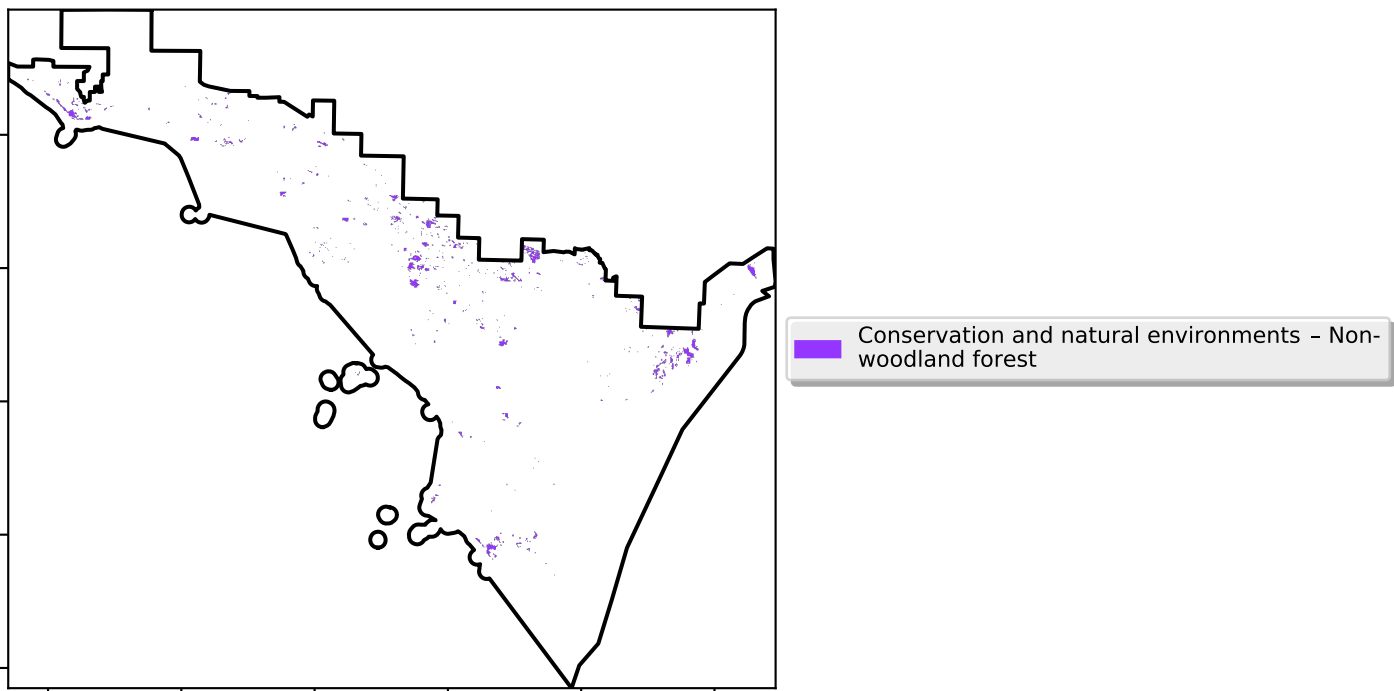 Conservation and natural environments – Non-
woodland forest